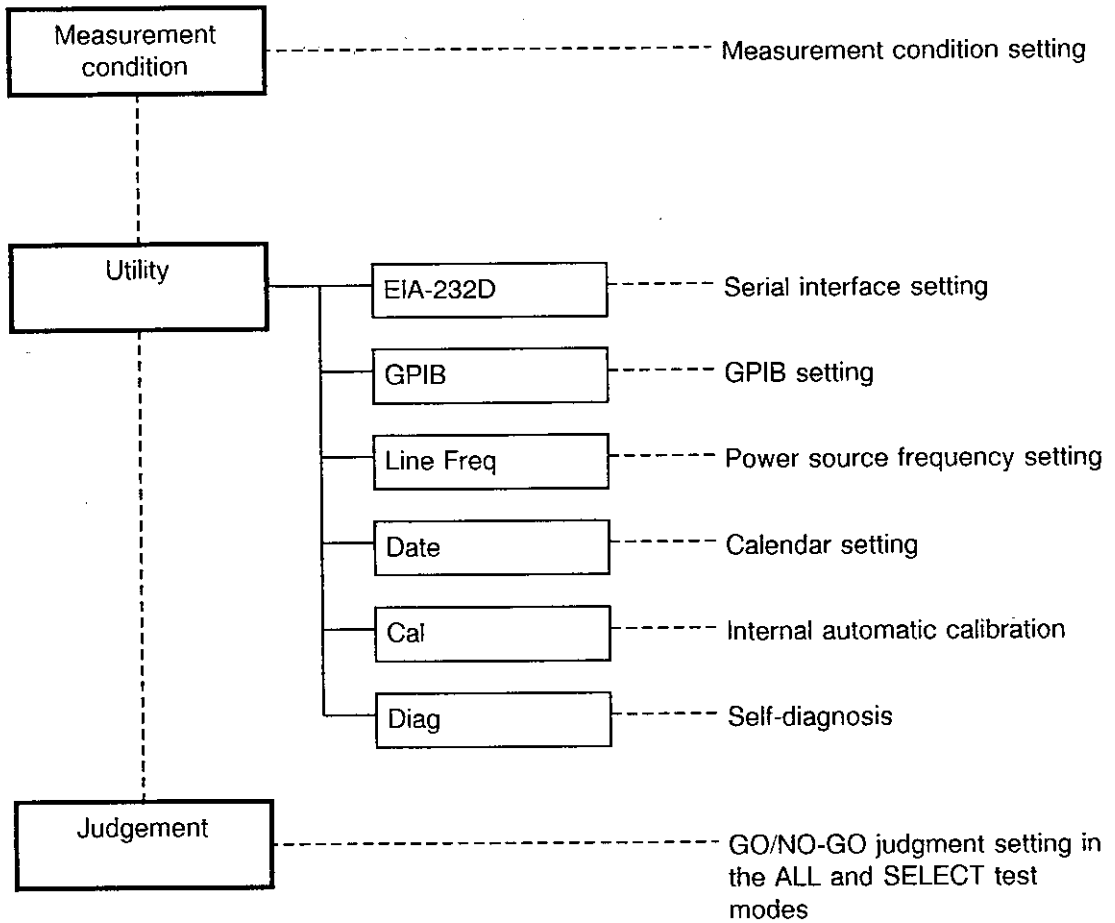 Measurement
condition
Measurement condition setting
Utility
EIA-232D
Serial interface setting
GPIB
GPIB setting
Line Freq
Power source frequency setting
Date
Calendar setting
Cal
Internal automatic calibration
Diag
Self-diagnosis
Judgement
GO/NO-GO judgment setting in
the ALL and SELECT test
modes